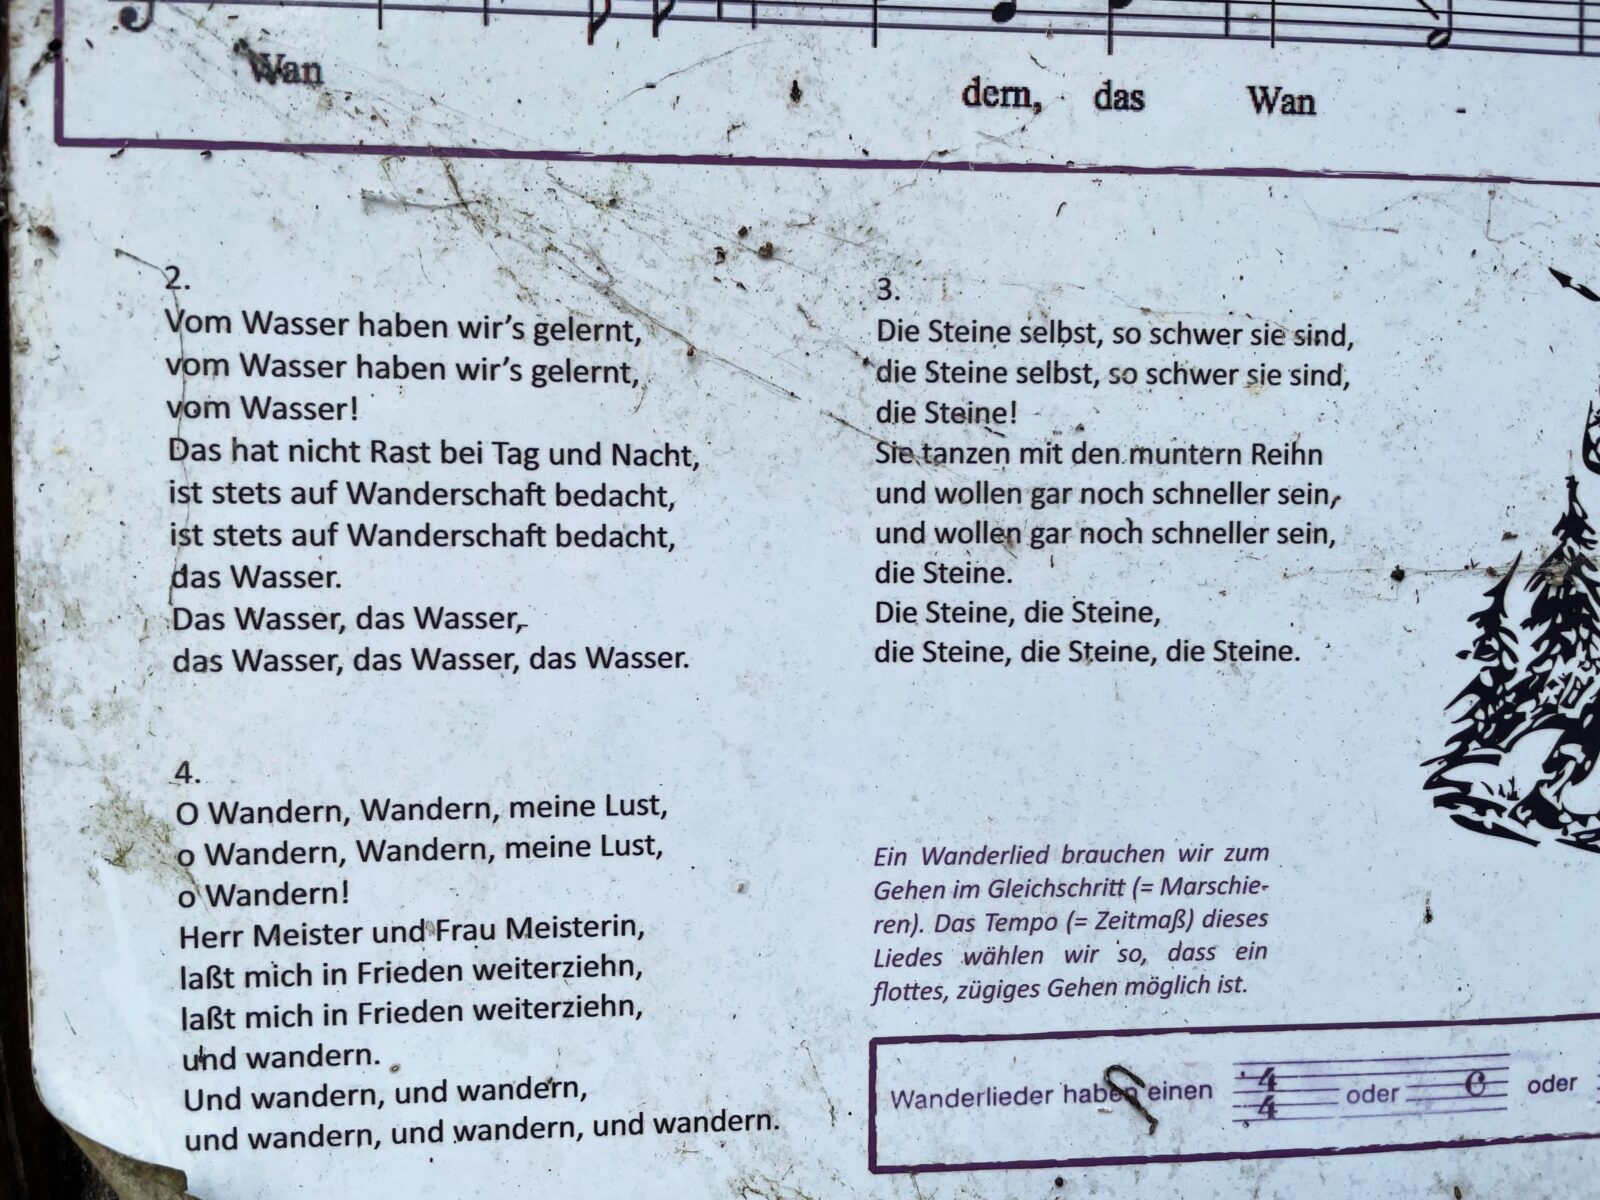 Wan dern, das Wan -
2.
Vom Wasser haben wir's gelernt,
vom Wasser haben wir's gelernt,
vom Wasser!
Das hat nicht Rast bei Tag und Nacht,
ist stets auf Wanderschaft bedacht,
ist stets auf Wanderschaft bedacht,
das Wasser.
Das Wasser, das Wasser,
das Wasser, das Wasser, das Wasser.
3.
Die Steine selbst, so schwer sie sind,
die Steine selbst, so schwer sie sind,
die Steine!
Sie tanzen mit den muntern Reihn
und wollen gar noch schneller sein,
und wollen gar noch schneller sein,
die Steine.
Die Steine, die Steine,
die Steine, die Steine, die Steine.
4.
O Wandern, Wandern, meine Lust,
o Wandern, Wandern, meine Lust,
o Wandern!
Herr Meister und Frau Meisterin,
laßt mich in Frieden weiterziehn,
laßt mich in Frieden weiterziehn,
und wandern.
Und wandern, und wandern,
und wandern, und wandern, und wandern.
Ein Wanderlied brauchen wir zum
Gehen im Gleichschritt (= Marschie-
ren). Das Tempo (= Zeitmaß) dieses
Liedes wählen wir so, dass ein
flottes, zügiges Gehen möglich ist.
Wanderlieder haben einen 4/4 oder C oder